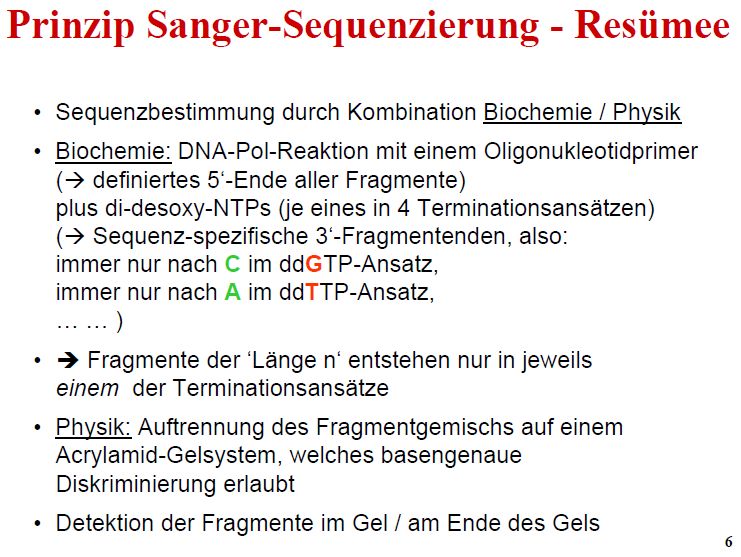 Prinzip Sanger-Sequenzierung - Resümee
• Sequenzbestimmung durch Kombination Biochemie / Physik
• Biochemie: DNA-Pol-Reaktion mit einem Oligonukleotidprimer
(→ definiertes 5‘-Ende aller Fragmente)
plus di-desoxy-NTPs (je eines in 4 Terminationsansätzen)
(→ Sequenz-spezifische 3‘-Fragmentenden, also:
immer nur nach C im ddGTP-Ansatz,
immer nur nach A im ddTTP-Ansatz,
… … )
• ➔ Fragmente der ‘Länge n‘ entstehen nur in jeweils
einem der Terminationsansätze
• Physik: Auftrennung des Fragmentgemischs auf einem
Acrylamid-Gelsystem, welches basengenaue
Diskriminierung erlaubt
• Detektion der Fragmente im Gel / am Ende des Gels
6